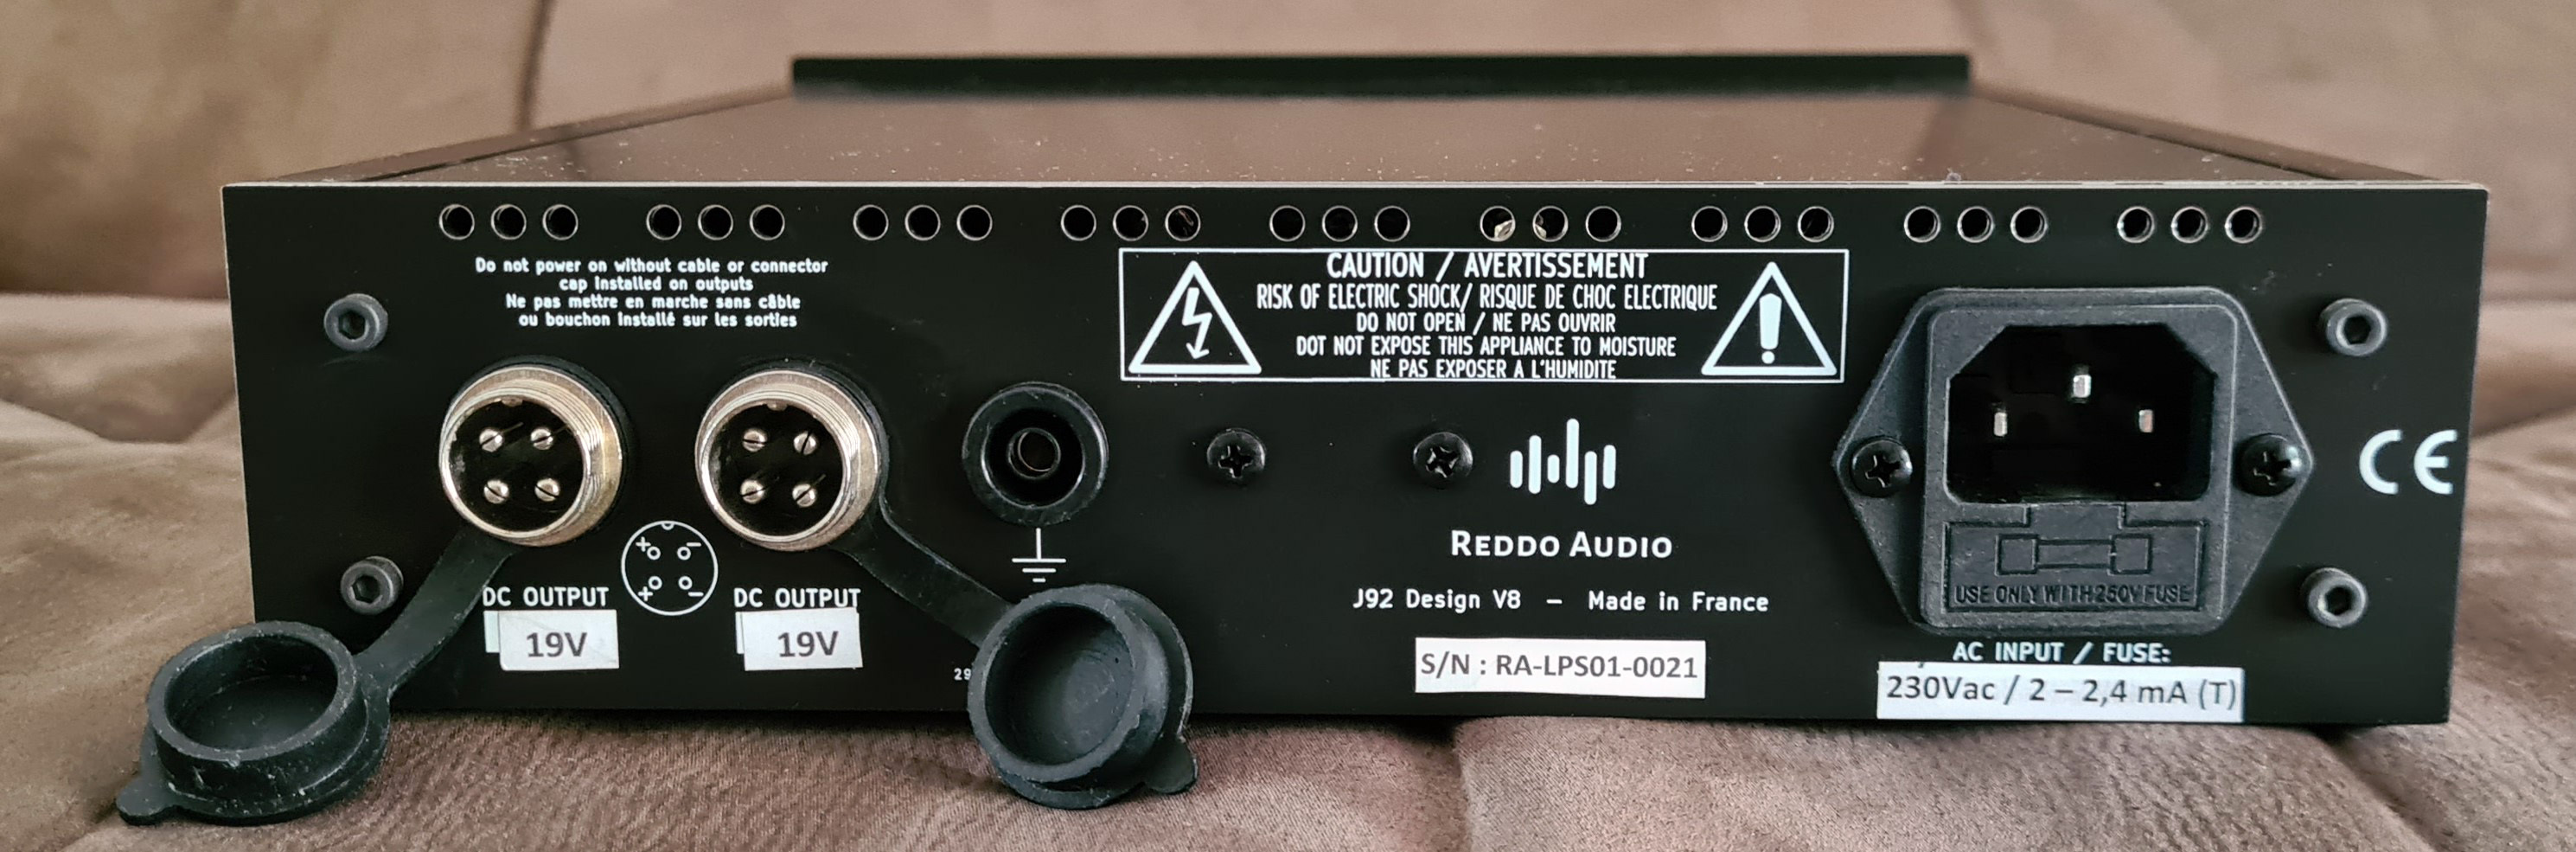 Do not power on without cable or connector
cap installed on outputs
Ne pas mettre en marche sans câble
ou bouchon installé sur les sorties
CAUTION / AVERTISSEMENT
RISK OF ELECTRIC SHOCK/ RISQUE DE CHOC ELECTRIQUE
DO NOT OPEN / NE PAS OUVRIR
DOT NOT EXPOSE THIS APPLIANCE TO MOISTURE
NE PAS EXPOSER A L'HUMIDITE
+ −
+ −
DC OUTPUT
19V
DC OUTPUT
19V
29
REDDO AUDIO
J92 Design V8 – Made in France
S/N : RA-LPS01-0021
USE ONLY WITH 250V FUSE
AC INPUT / FUSE:
230Vac / 2 – 2,4 mA (T)
CE